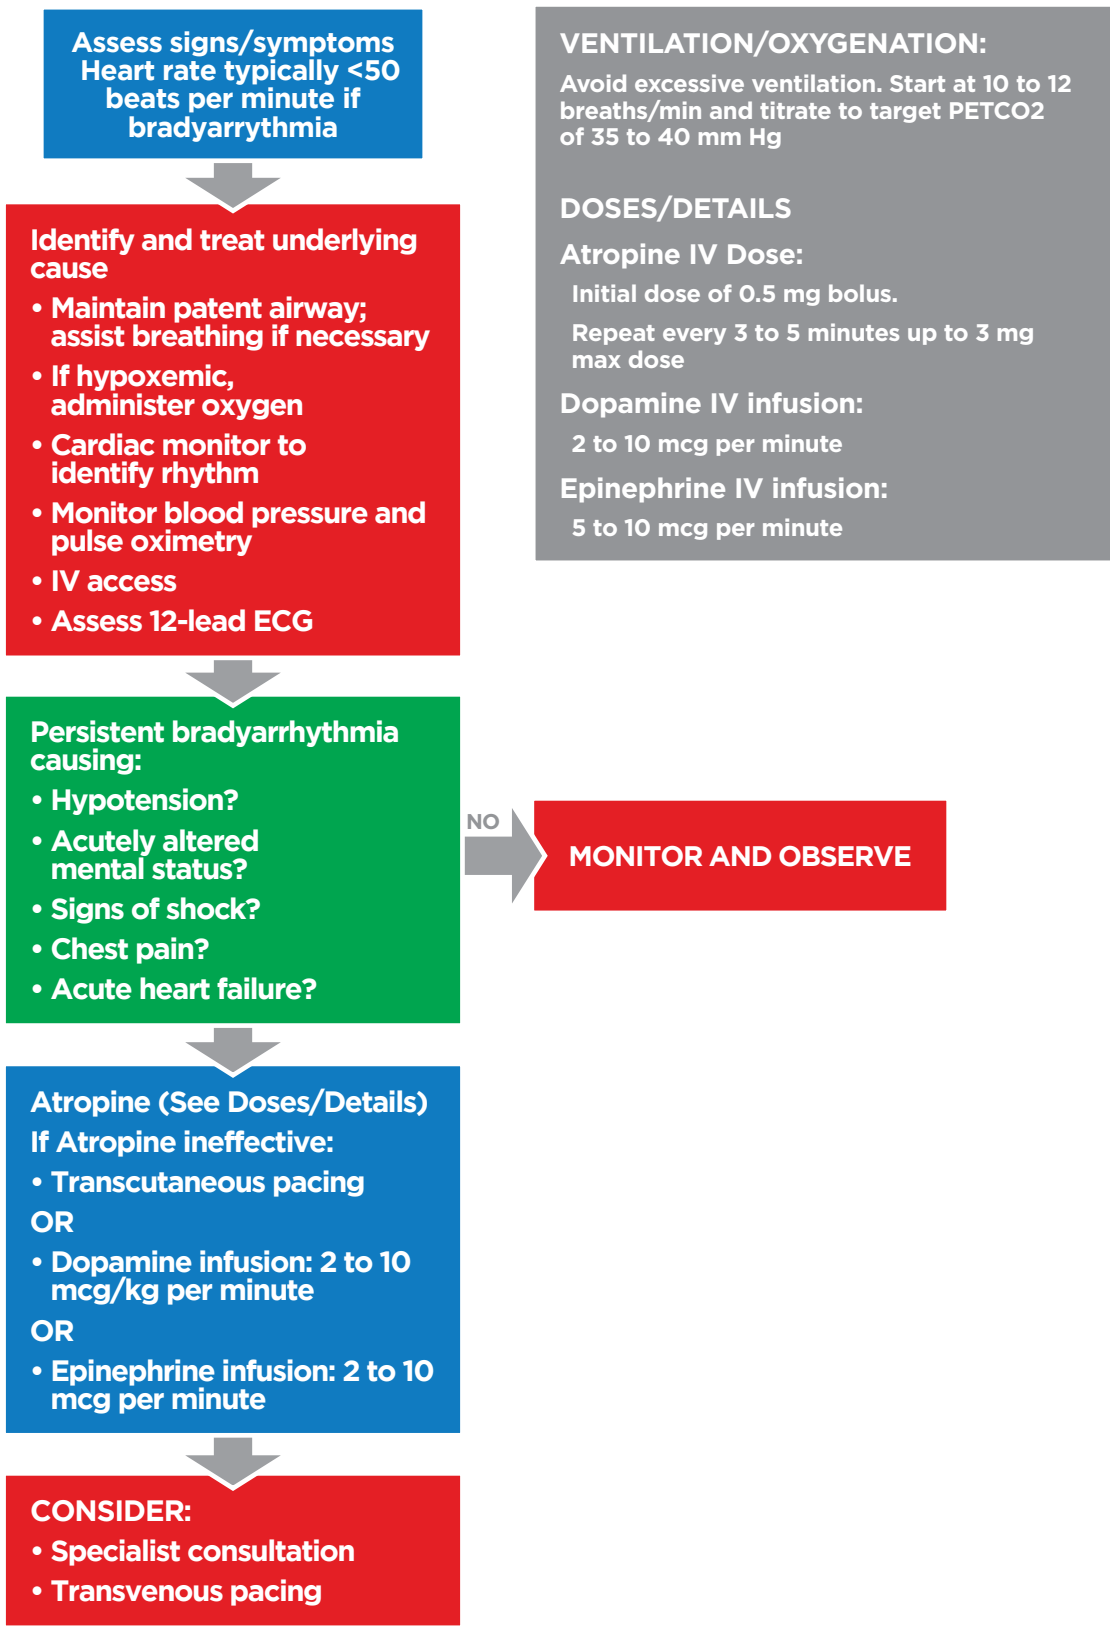 Assess signs/symptoms
Heart rate typically <50
beats per minute if
bradyarrythmia
Identify and treat underlying
cause
• Maintain patent airway;
assist breathing if necessary
• If hypoxemic,
administer oxygen
• Cardiac monitor to
identify rhythm
• Monitor blood pressure and
pulse oximetry
• IV access
• Assess 12-lead ECG
Persistent bradyarrhythmia
causing:
• Hypotension?
• Acutely altered
mental status?
• Signs of shock?
• Chest pain?
• Acute heart failure?
NO
MONITOR AND OBSERVE
Atropine (See Doses/Details)
If Atropine ineffective:
• Transcutaneous pacing
OR
• Dopamine infusion: 2 to 10
mcg/kg per minute
OR
• Epinephrine infusion: 2 to 10
mcg per minute
CONSIDER:
• Specialist consultation
• Transvenous pacing
VENTILATION/OXYGENATION:
Avoid excessive ventilation. Start at 10 to 12
breaths/min and titrate to target PETCO2
of 35 to 40 mm Hg
DOSES/DETAILS
Atropine IV Dose:
Initial dose of 0.5 mg bolus.
Repeat every 3 to 5 minutes up to 3 mg
max dose
Dopamine IV infusion:
2 to 10 mcg per minute
Epinephrine IV infusion:
5 to 10 mcg per minute